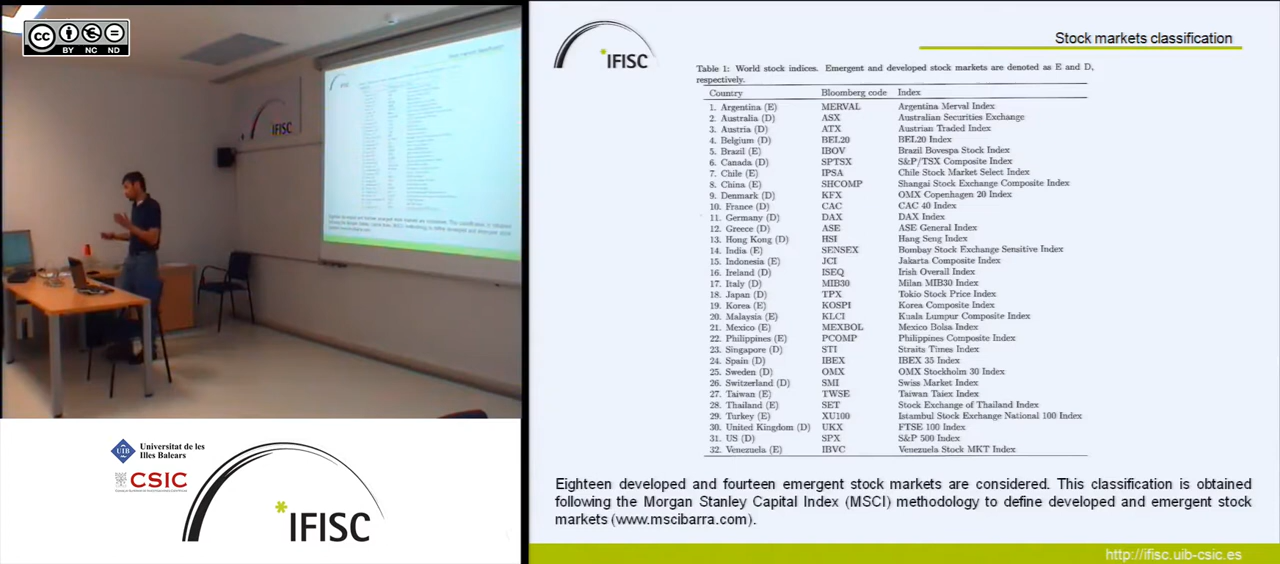 CC
BY NC ND
IFISC
Universitat de les
Illes Balears
UIB
CSIC
IFISC
IFISC
Stock markets classification
Table 1: World stock indices. Emergent and developed stock markets are denoted as E and D,
respectively.
Country Bloomberg code Index
1. Argentina (E) MERVAL Argentina Merval Index
2. Australia (D) ASX Australian Securities Exchange
3. Austria (D) ATX Austrian Traded Index
4. Belgium (D) BEL20 BEL20 Index
5. Brazil (E) IBOV Brazil Bovespa Stock Index
6. Canada (D) SPTSX S&P/TSX Composite Index
7. Chile (E) IPSA Chile Stock Market Select Index
8. China (E) SHCOMP Shangai Stock Exchange Composite Index
9. Denmark (D) KFX OMX Copenhagen 20 Index
10. France (D) CAC CAC 40 Index
11. Germany (D) DAX DAX Index
12. Greece (D) ASE ASE General Index
13. Hong Kong (D) HSI Hang Seng Index
14. India (E) SENSEX Bombay Stock Exchange Sensitive Index
15. Indonesia (E) JCI Jakarta Composite Index
16. Ireland (D) ISEQ Irish Overall Index
17. Italy (D) MIB30 Milan MIB30 Index
18. Japan (D) TPX Tokio Stock Price Index
19. Korea (E) KOSPI Korea Composite Index
20. Malaysia (E) KLCI Kuala Lumpur Composite Index
21. Mexico (E) MEXBOL Mexico Bolsa Index
22. Philippines (E) PCOMP Philippines Composite Index
23. Singapore (D) STI Straits Times Index
24. Spain (D) IBEX IBEX 35 Index
25. Sweden (D) OMX OMX Stockholm 30 Index
26. Switzerland (D) SMI Swiss Market Index
27. Taiwan (E) TWSE Taiwan Taiex Index
28. Thailand (E) SET Stock Exchange of Thailand Index
29. Turkey (E) XU100 Istambul Stock Exchange National 100 Index
30. United Kingdom (D) UKX FTSE 100 Index
31. US (D) SPX S&P 500 Index
32. Venezuela (E) IBVC Venezuela Stock MKT Index
Eighteen developed and fourteen emergent stock markets are considered. This classification is obtained
following the Morgan Stanley Capital Index (MSCI) methodology to define developed and emergent stock
markets (www.mscibarra.com).
http://ifisc.uib-csic.es